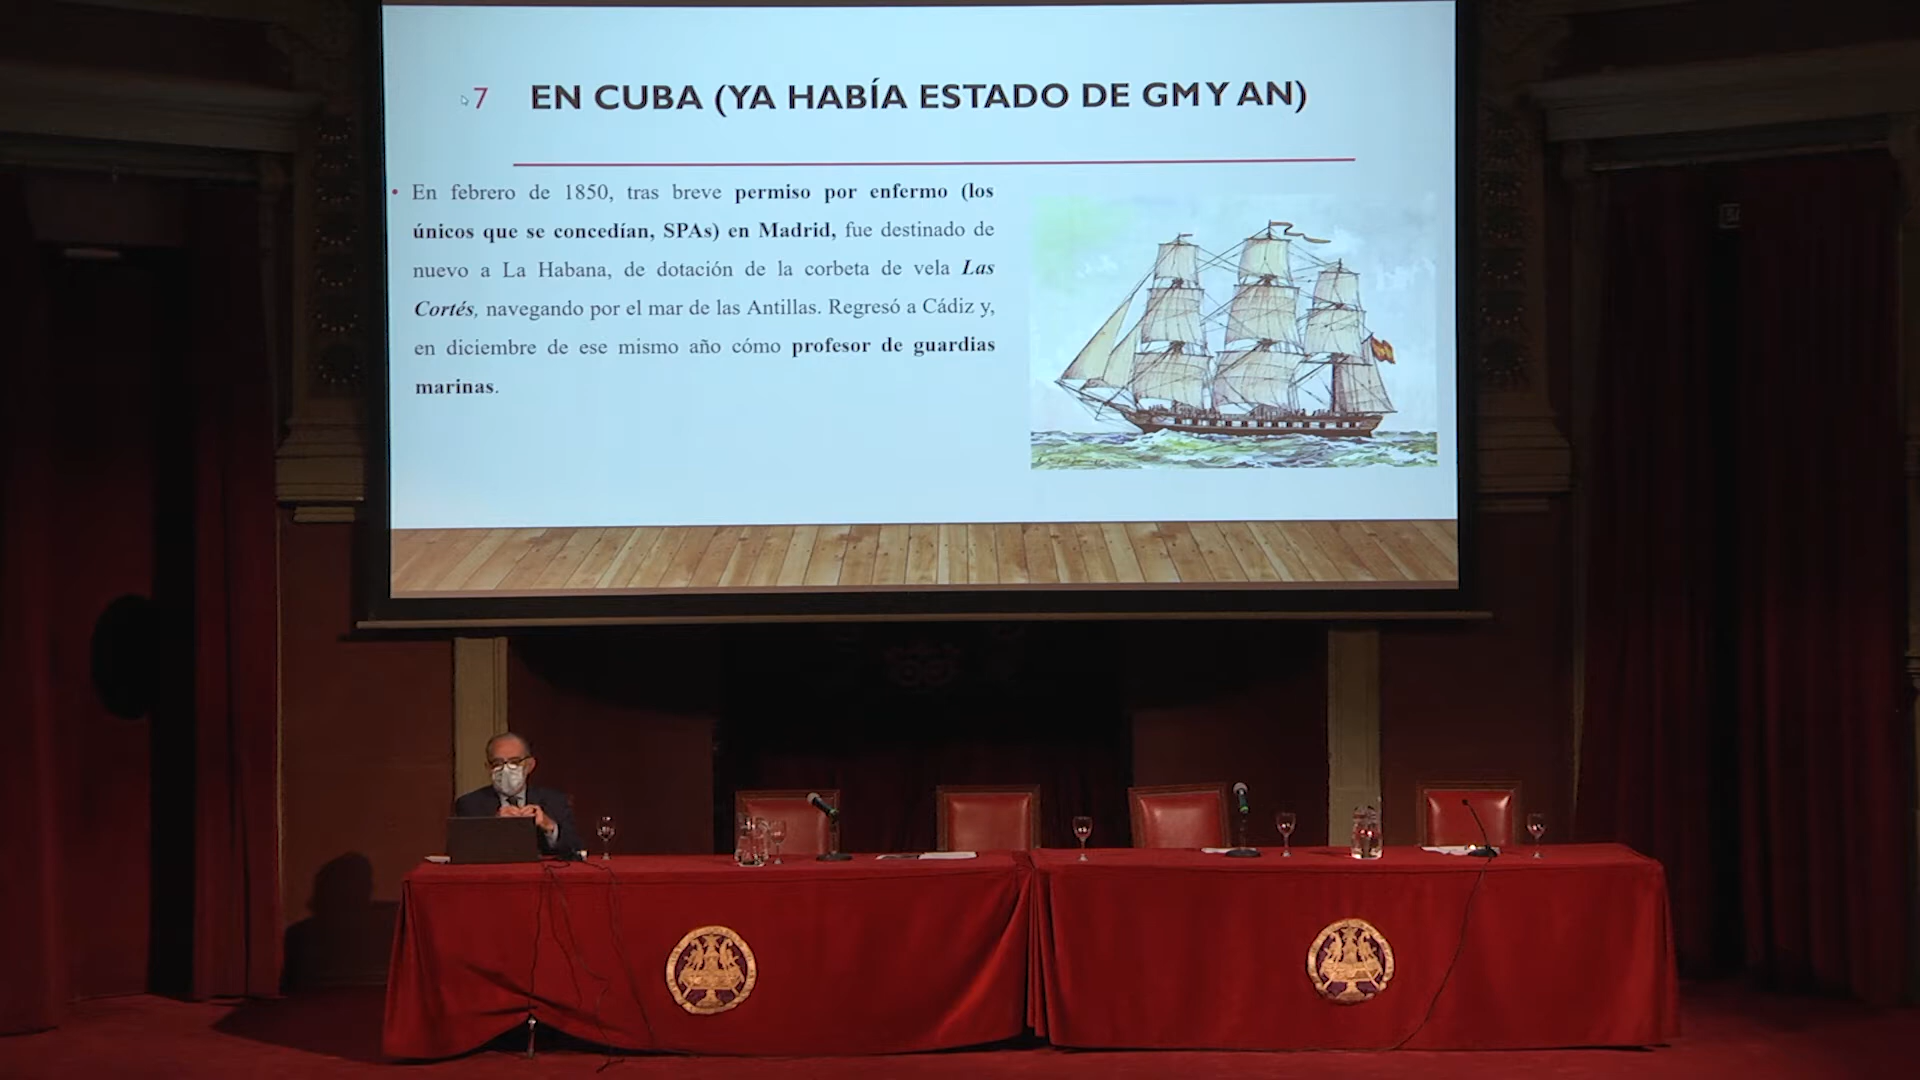 7 EN CUBA (YA HABÍA ESTADO DE GM Y AN)
• En febrero de 1850, tras breve permiso por enfermo (los
únicos que se concedían, SPAs) en Madrid, fue destinado de
nuevo a La Habana, de dotación de la corbeta de vela Las
Cortés, navegando por el mar de las Antillas. Regresó a Cádiz y,
en diciembre de ese mismo año cómo profesor de guardias
marinas.